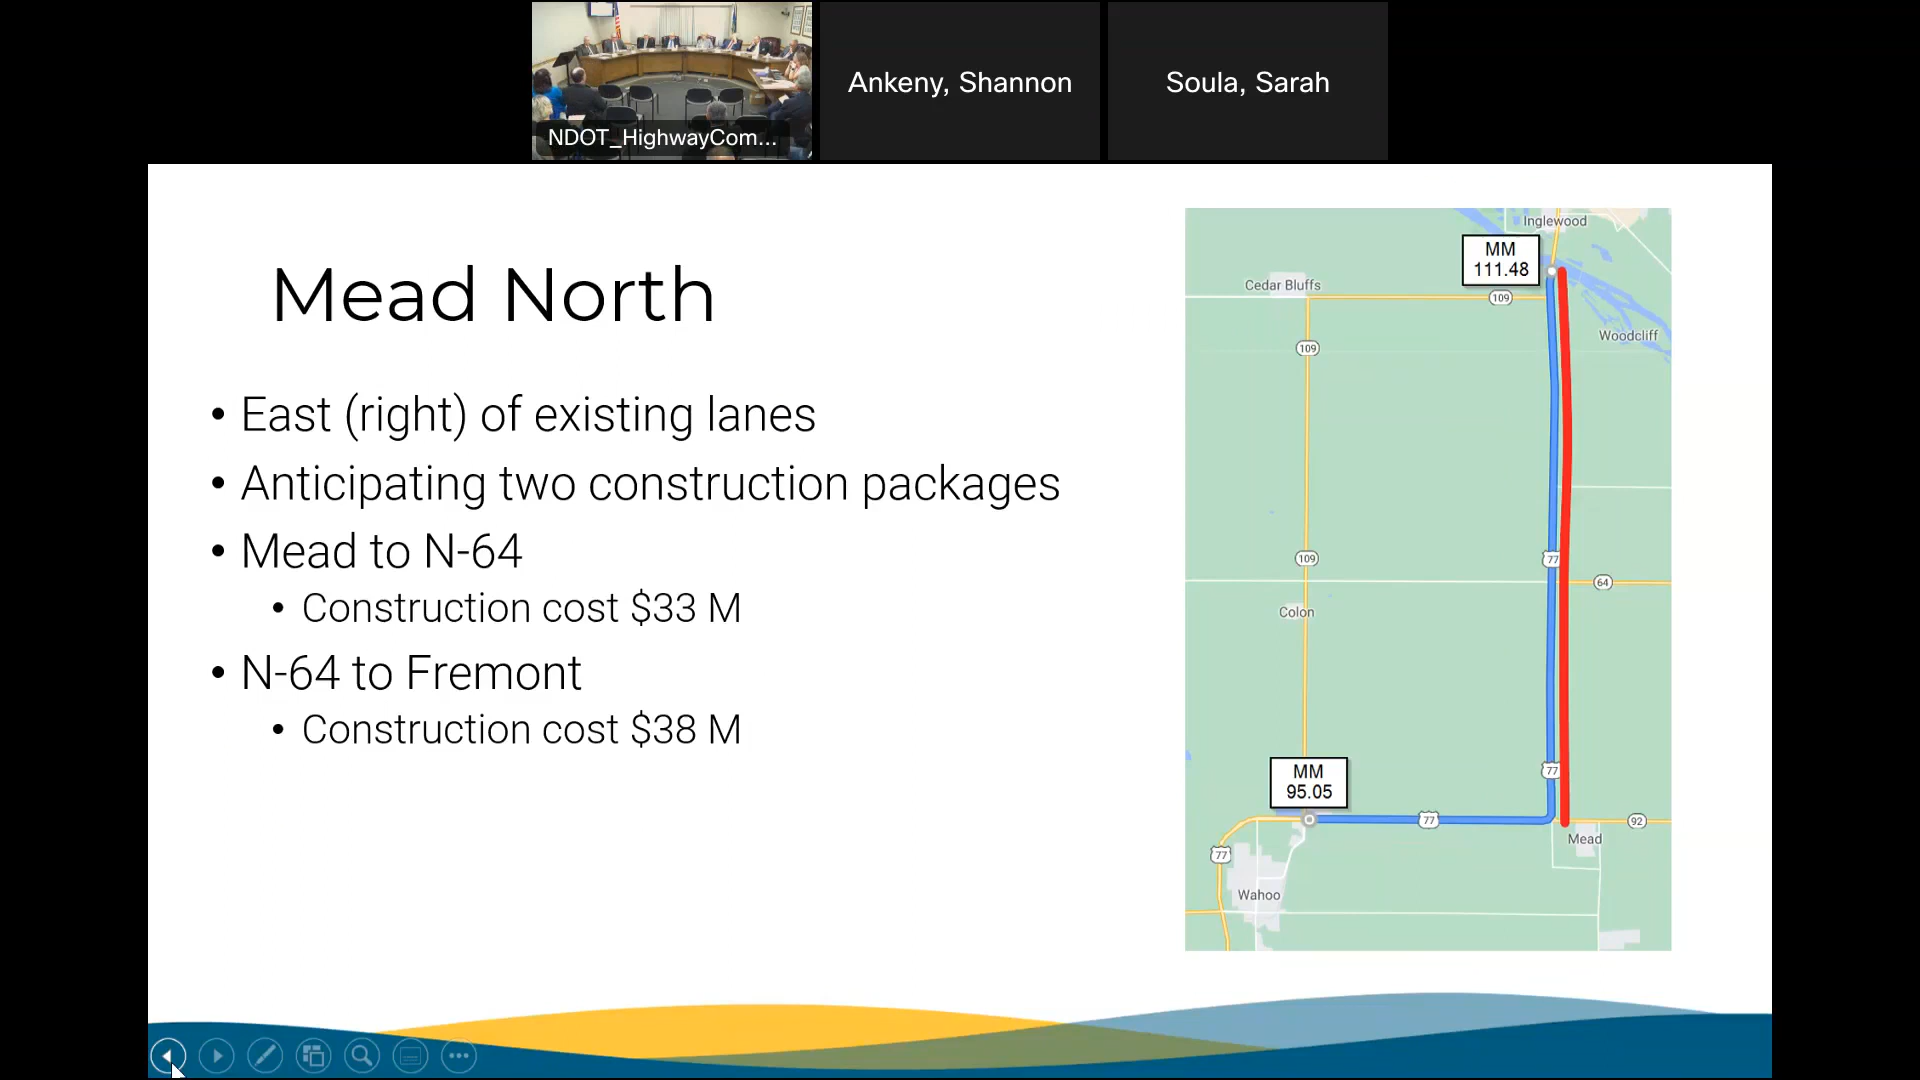 NDOT_HighwayCom...
Ankeny, Shannon
Soula, Sarah
Mead North
• East (right) of existing lanes
• Anticipating two construction packages
• Mead to N-64
• Construction cost $33 M
• N-64 to Fremont
• Construction cost $38 M
Inglewood
MM
111.48
Cedar Bluffs
109
Woodcliff
109
109
77
64
Colon
77
MM
95.05
77
92
Mead
77
Wahoo